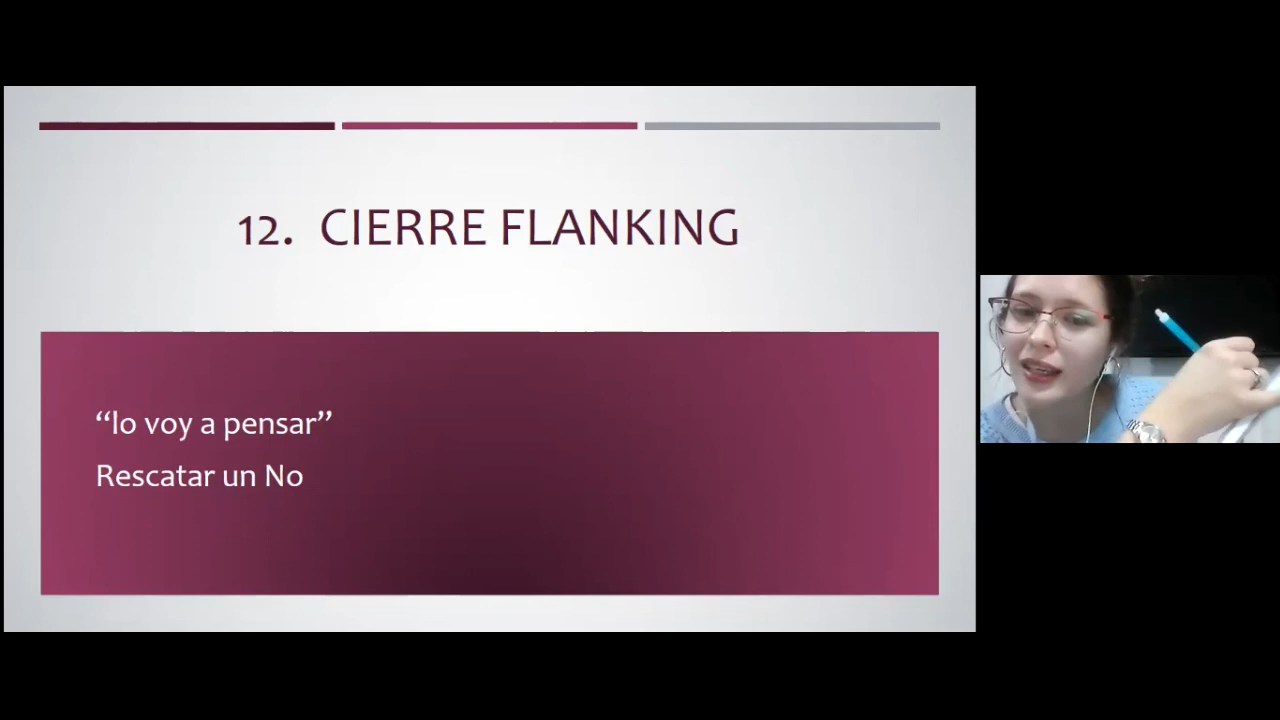 12. CIERRE FLANKING
“lo voy a pensar”
Rescatar un No